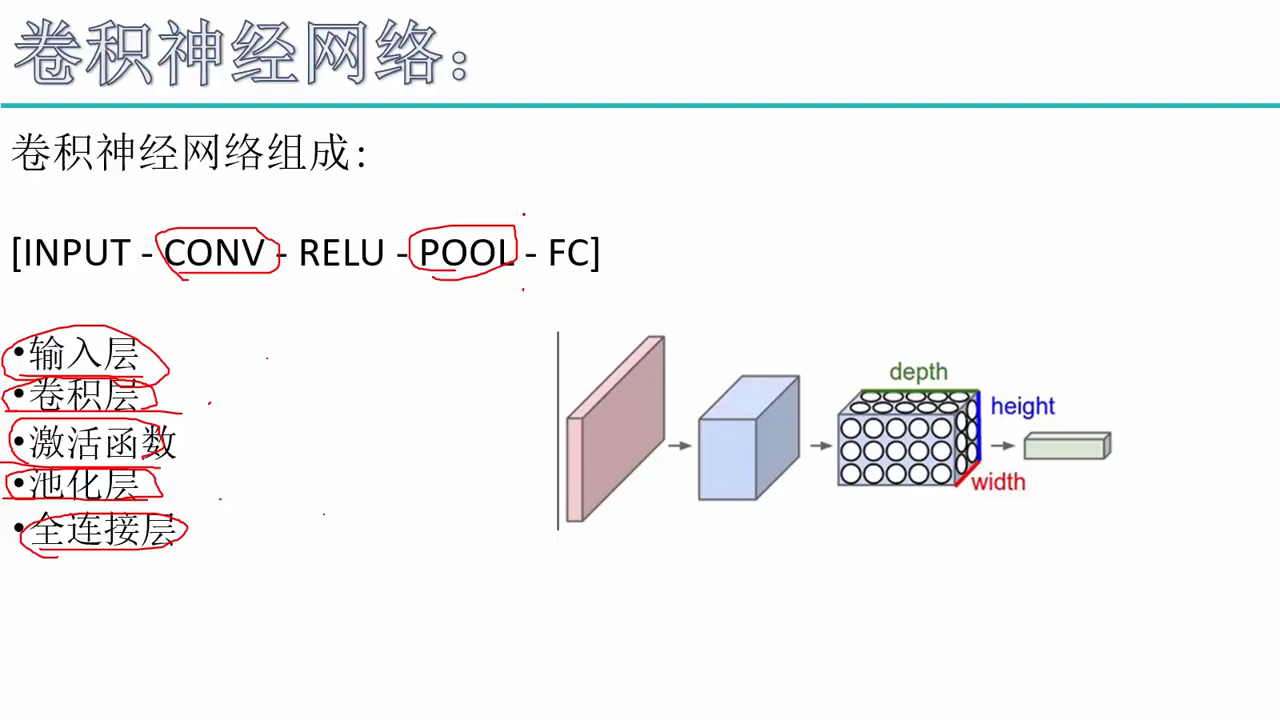 卷积神经网络：
卷积神经网络组成：
[INPUT - CONV - RELU - POOL - FC]
•输入层
•卷积层
•激活函数
•池化层
•全连接层
depth
height
width